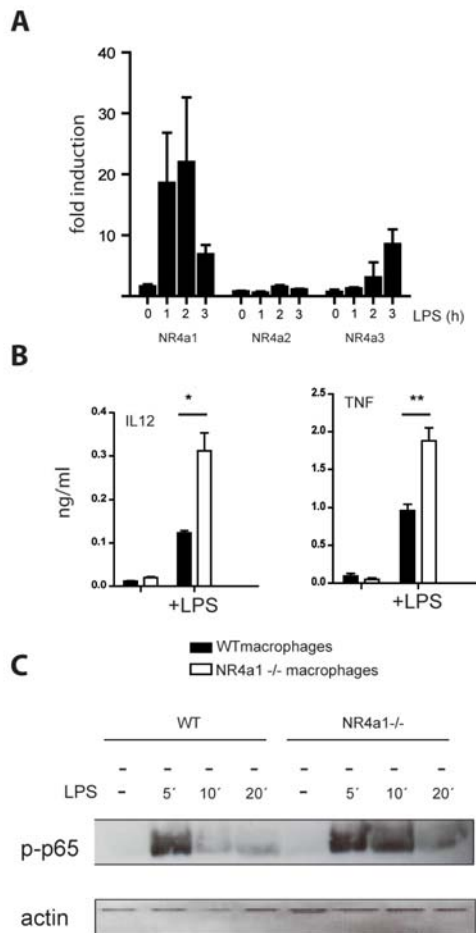 A
40
30
20
10
fold induction
0 1 2 3 0 1 2 3 0 1 2 3 LPS (h)
NR4a1 NR4a2 NR4a3
B
IL12
*
0.4
0.3
0.2
0.1
0.0
ng/ml
+LPS
TNF
**
2.5
2.0
1.5
1.0
0.5
0.0
+LPS
WTmacrophages
NR4a1 -/- macrophages
C
WT NR4a1-/-
- - - - - - - -
LPS - 5´ 10´ 20´ - 5´ 10´ 20´
p-p65
actin